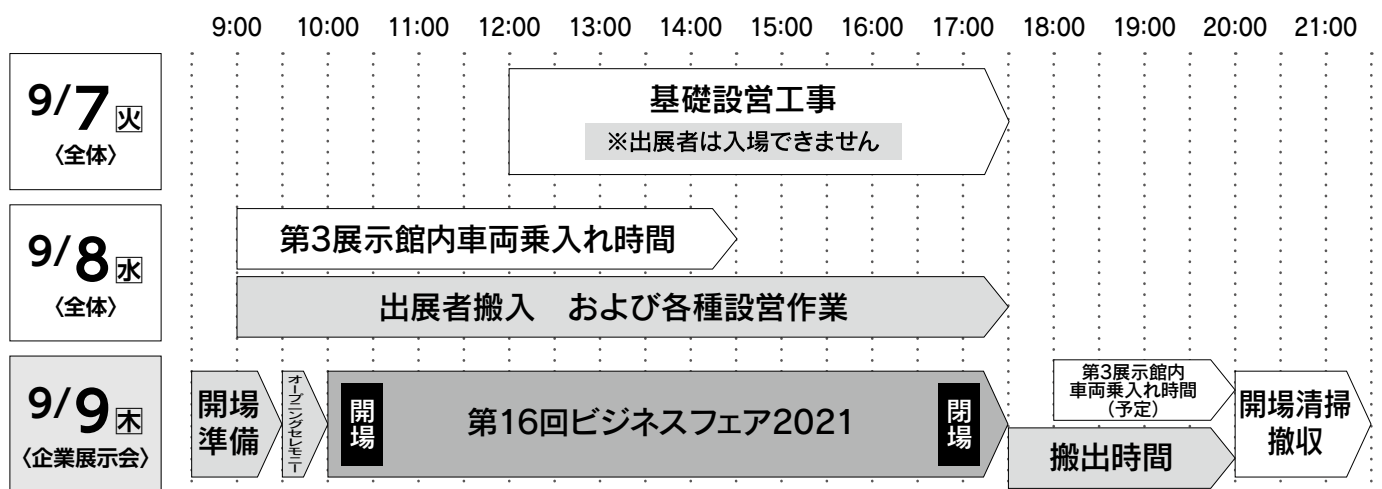 9:00 10:00 11:00 12:00 13:00 14:00 15:00 16:00 17:00 18:00 19:00 20:00 21:00
9/7火
〈全体〉
基礎設営工事
※出展者は入場できません
9/8水
〈全体〉
第3展示館内車両乗入れ時間
出展者搬入　および各種設営作業
9/9木
〈企業展示会〉
開場
準備
オープニングセレモニー
開場
第16回ビジネスフェア2021
閉場
第3展示館内
車両乗入れ時間
(予定)
搬出時間
開場清掃
撤収